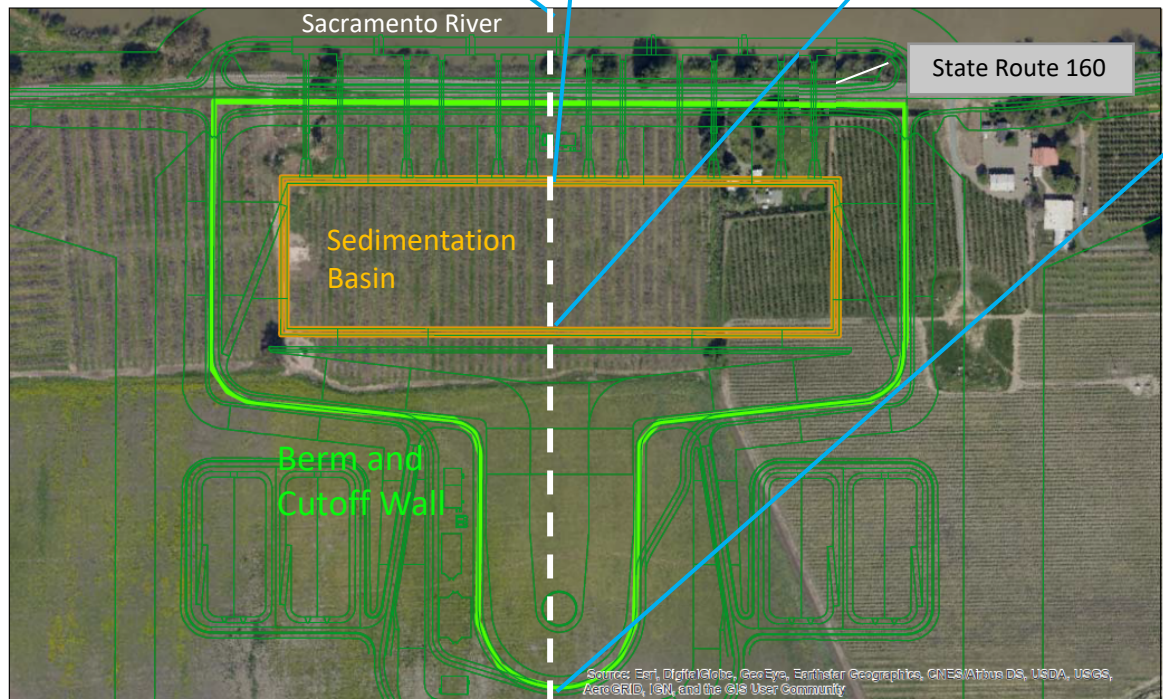 Sacramento River
State Route 160
Sedimentation
Basin
Berm and
Cutoff Wall
Source: Esri, DigitalGlobe, GeoEye, Earthstar Geographics, CNES/Airbus DS, USDA, USGS,
AeroGRID, IGN, and the GIS User Community